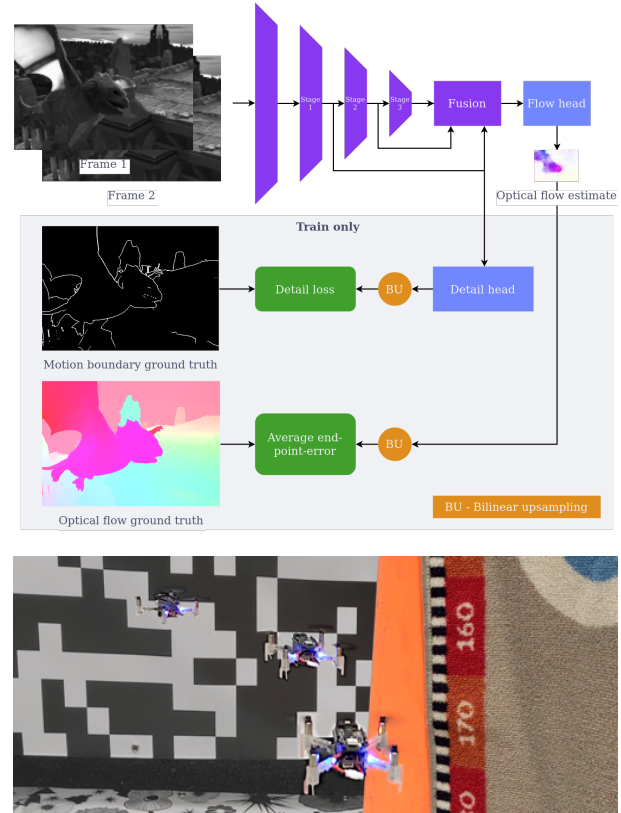 Stage
1
Stage
2
Stage
3
Fusion
Flow head
Frame 1
Frame 2
Optical flow estimate
Train only
Detail loss
BU
Detail head
Motion boundary ground truth
Average end-
point-error
BU
Optical flow ground truth
BU - Bilinear upsampling
160
170